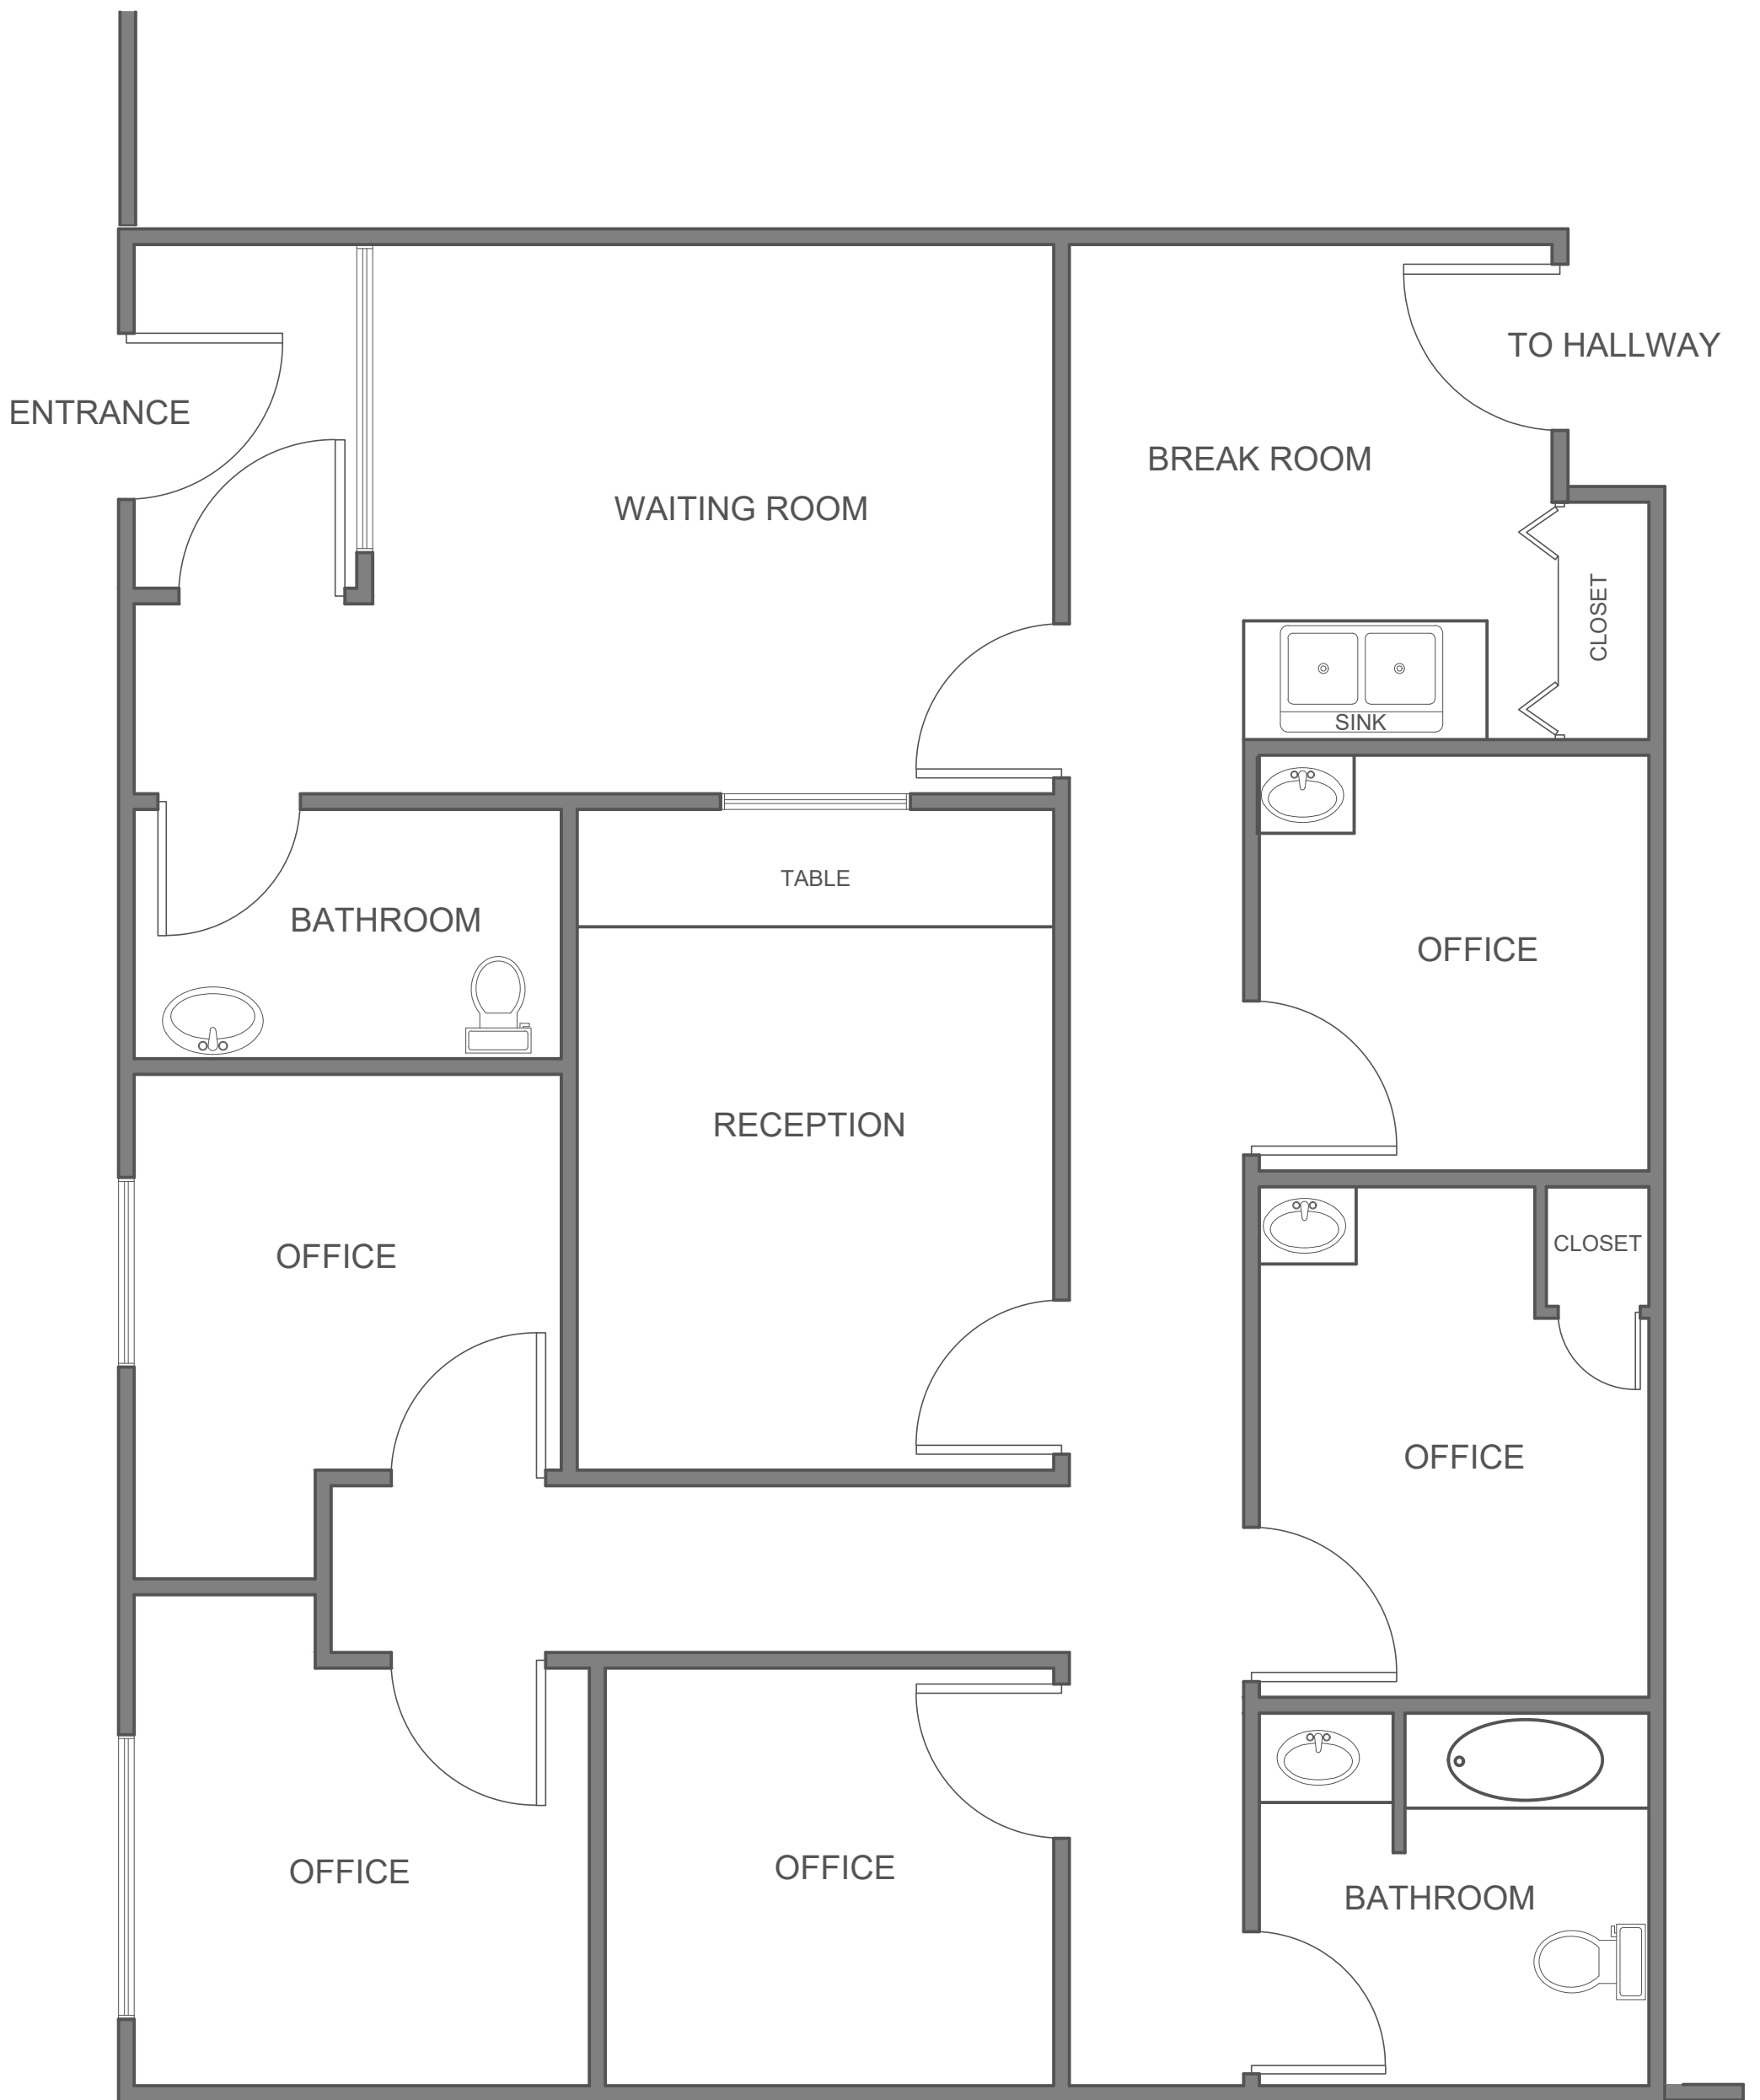 TO HALLWAY
ENTRANCE
BREAK ROOM
WAITING ROOM
CLOSET
SINK
TABLE
BATHROOM
OFFICE
RECEPTION
OFFICE
CLOSET
OFFICE
OFFICE
OFFICE
BATHROOM